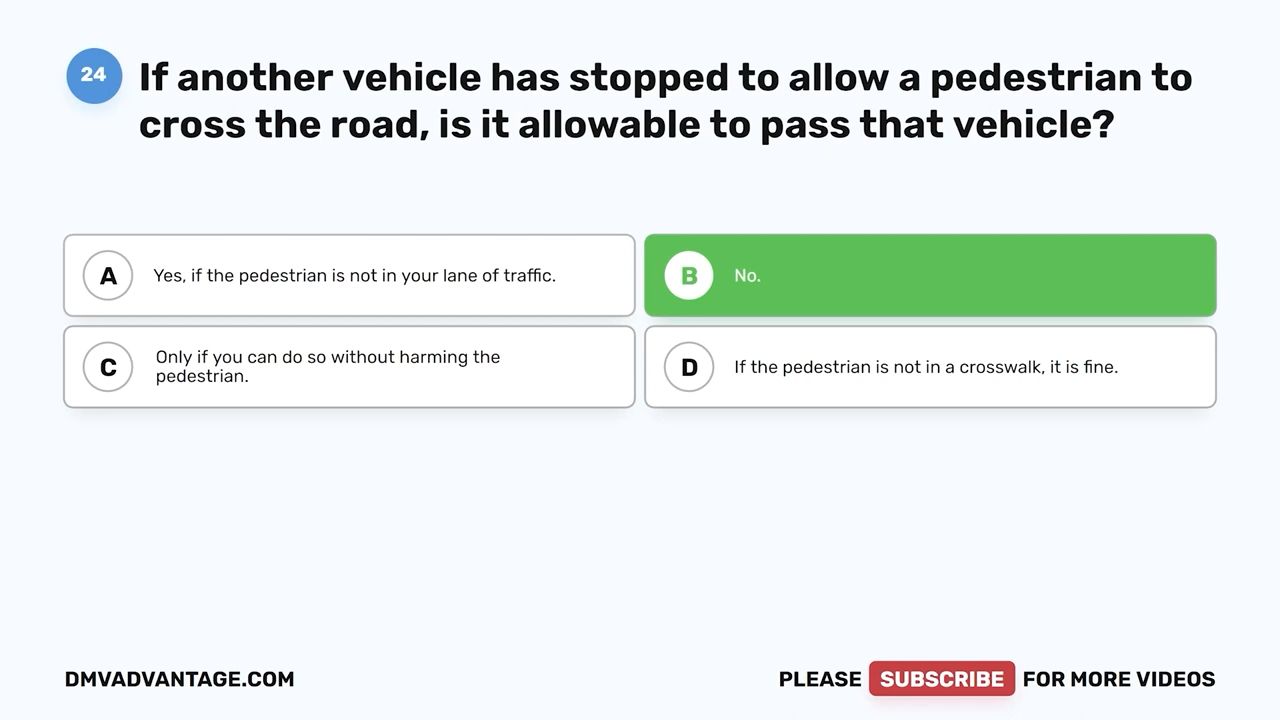 24
If another vehicle has stopped to allow a pedestrian to
cross the road, is it allowable to pass that vehicle?
A
Yes, if the pedestrian is not in your lane of traffic.
B
No.
C
Only if you can do so without harming the
pedestrian.
D
If the pedestrian is not in a crosswalk, it is fine.
DMVADVANTAGE.COM
PLEASE SUBSCRIBE FOR MORE VIDEOS